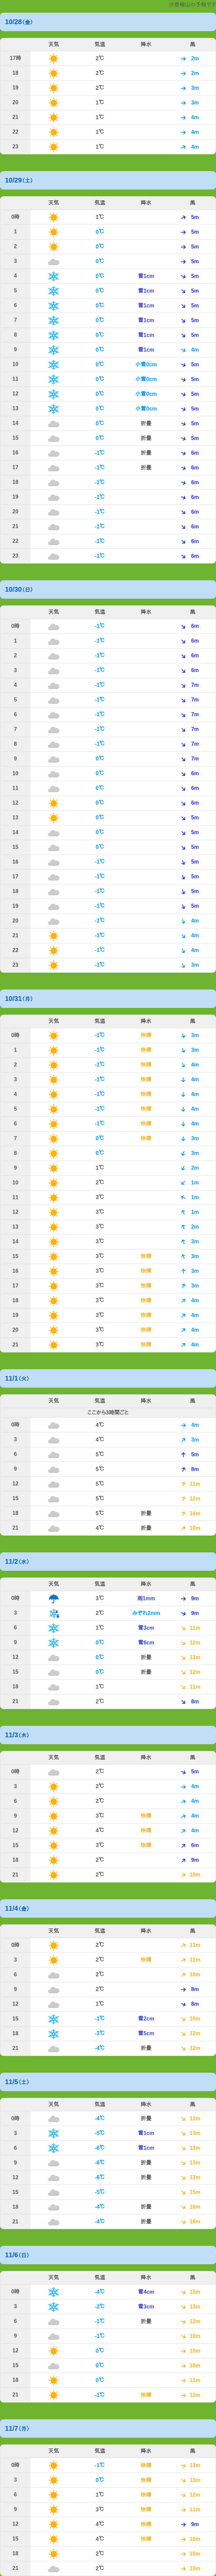 10/28(金)
天気 気温 降水 風
17時 2℃ 2m
18 2℃ 2m
19 2℃ 3m
20 1℃ 3m
21 1℃ 4m
22 1℃ 4m
23 1℃ 4m
10/29(土)
天気 気温 降水 風
0時 1℃ 5m
1 0℃ 5m
2 0℃ 5m
3 0℃ 5m
4 0℃ 雪1cm 5m
5 0℃ 雪1cm 5m
6 0℃ 雪1cm 5m
7 0℃ 雪1cm 5m
8 0℃ 雪1cm 5m
9 0℃ 雪1cm 4m
10 0℃ 小雪0cm 5m
11 0℃ 小雪0cm 5m
12 0℃ 小雪0cm 5m
13 0℃ 小雪0cm 5m
14 0℃ 折曇 5m
15 0℃ 折曇 5m
16 -1℃ 折曇 6m
17 -1℃ 折曇 6m
18 -1℃ 6m
19 -1℃ 6m
20 -1℃ 6m
21 -1℃ 6m
22 -1℃ 6m
23 -1℃ 6m
10/30(日)
天気 気温 降水 風
0時 -1℃ 6m
1 -1℃ 6m
2 -1℃ 6m
3 -1℃ 6m
4 -1℃ 7m
5 -1℃ 7m
6 -1℃ 7m
7 -1℃ 7m
8 -1℃ 7m
9 0℃ 7m
10 0℃ 6m
11 0℃ 6m
12 0℃ 6m
13 0℃ 5m
14 0℃ 5m
15 0℃ 5m
16 -1℃ 5m
17 -1℃ 5m
18 -1℃ 5m
19 -1℃ 5m
20 -1℃ 4m
21 -1℃ 4m
22 -1℃ 4m
23 -1℃ 3m
10/31(月)
天気 気温 降水 風
0時 -1℃ 快晴 3m
1 -1℃ 快晴 3m
2 -1℃ 快晴 4m
3 -1℃ 快晴 4m
4 -1℃ 快晴 4m
5 -1℃ 快晴 4m
6 -1℃ 快晴 4m
7 0℃ 快晴 3m
8 0℃ 3m
9 1℃ 2m
10 2℃ 1m
11 3℃ 1m
12 3℃ 1m
13 3℃ 2m
14 3℃ 3m
15 3℃ 快晴 3m
16 3℃ 快晴 3m
17 3℃ 快晴 3m
18 3℃ 快晴 4m
19 3℃ 快晴 4m
20 3℃ 快晴 4m
21 3℃ 快晴 4m
11/1(火)
天気 気温 降水 風
ここから3時間ごと
0時 4℃ 4m
3 4℃ 3m
6 5℃ 5m
9 5℃ 8m
12 5℃ 11m
15 5℃ 12m
18 5℃ 折曇 14m
21 4℃ 折曇 10m
11/2(水)
天気 気温 降水 風
0時 3℃ 雨1mm 9m
3 2℃ みぞれ2mm 9m
6 1℃ 雪3cm 11m
9 0℃ 雪6cm 12m
12 0℃ 折曇 13m
15 0℃ 折曇 12m
18 1℃ 11m
21 2℃ 8m
11/3(木)
天気 気温 降水 風
0時 2℃ 5m
3 2℃ 4m
6 2℃ 4m
9 3℃ 快晴 4m
12 4℃ 快晴 4m
15 3℃ 快晴 6m
18 2℃ 9m
21 2℃ 10m
11/4(金)
天気 気温 降水 風
0時 2℃ 11m
3 2℃ 快晴 11m
6 2℃ 10m
9 2℃ 8m
12 1℃ 8m
15 -1℃ 雪2cm 10m
18 -3℃ 雪5cm 12m
21 -4℃ 折曇 12m
11/5(土)
天気 気温 降水 風
0時 -4℃ 折曇 13m
3 -5℃ 雪1cm 13m
6 -6℃ 雪1cm 13m
9 -6℃ 折曇 13m
12 -6℃ 折曇 13m
15 -5℃ 15m
18 -4℃ 折曇 16m
21 -4℃ 折曇 16m
11/6(日)
天気 気温 降水 風
0時 -4℃ 雪4cm 15m
3 -2℃ 雪3cm 13m
6 -1℃ 折曇 12m
9 -1℃ 10m
12 0℃ 10m
15 0℃ 10m
18 0℃ 11m
21 -1℃ 快晴 12m
11/7(月)
天気 気温 降水 風
0時 -1℃ 快晴 13m
3 0℃ 快晴 13m
6 1℃ 快晴 12m
9 3℃ 快晴 11m
12 4℃ 快晴 9m
15 4℃ 快晴 10m
18 2℃ 10m
21 2℃ 10m